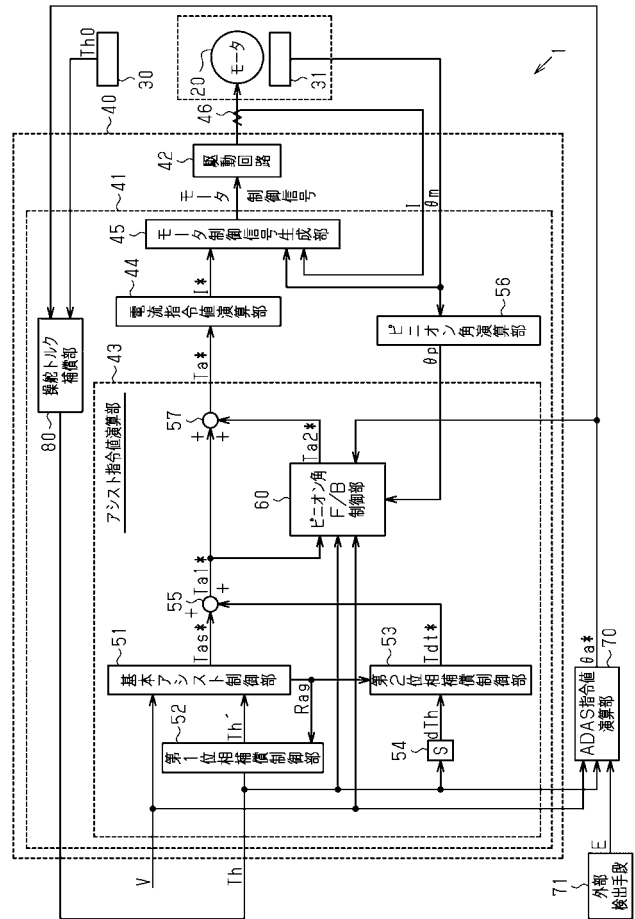 1
40
41
Th0
30
20
モータ
31
46
42
駆動回路
モータ
制御信号
45
モータ制御信号生成部
I
θm
44
電流指令値演算部
I*
56
ピニオン角演算部
θp
80
操舵トルク
補償部
43
アシスト指令値演算部
Ta*
57
+
+
Ta2*
60
ピニオン角
F/B
制御部
Ta1*
55
+
+
Tas*
Tdt*
51
基本アシスト制御部
Rag
53
第2位相補償制御部
52
第1位相補償制御部
Th´
54
S
dTh
V
Th
θa*
70
ADAS指令値
演算部
E
71
外部
検出手段